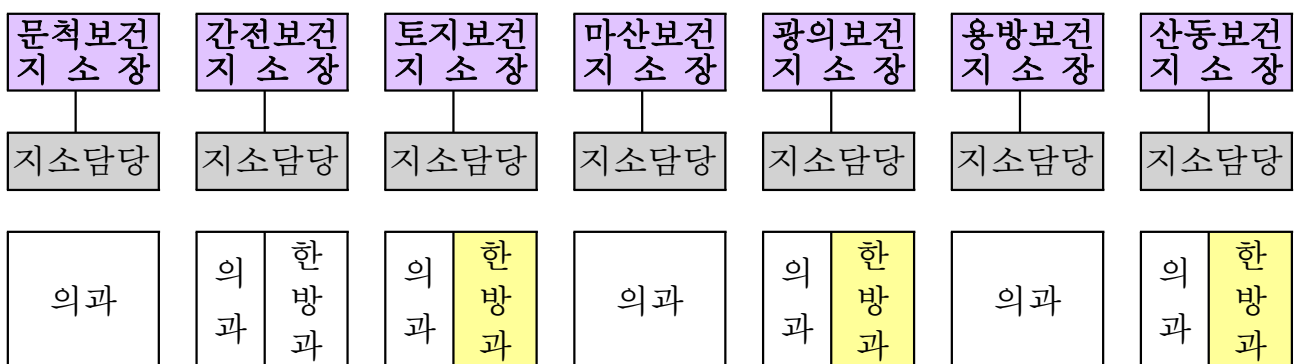 문척보건 간전보건 토지보건 마산보건 광의보건 용방보건 산동보건
지 소 장 지 소 장 지 소 장 지 소 장 지 소 장 지 소 장 지 소 장
지소담당 지소담당 지소담당 지소담당 지소담당 지소담당 지소담당
의과
의
과
한
방
과
의
과
한
방
과
의과
의
과
한
방
과
의과
의
과
한
방
과